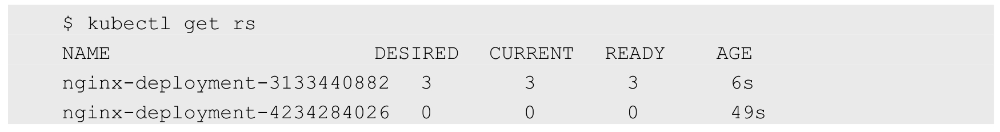 $ kubectl get rs
NAME                      DESIRED   CURRENT   READY     AGE
nginx-deployment-3133440882   3         3         3         6s
nginx-deployment-4234284026   0         0         0         49s